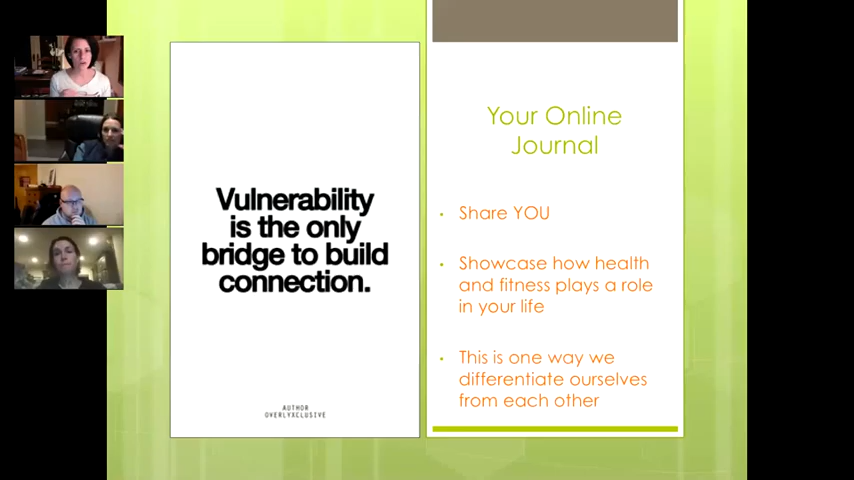 Vulnerability
is the only
bridge to build
connection.
AUTHOR
OVERLYXCLUSIVE
Your Online
Journal
• Share YOU
• Showcase how health
and fitness plays a role
in your life
• This is one way we
differentiate ourselves
from each other